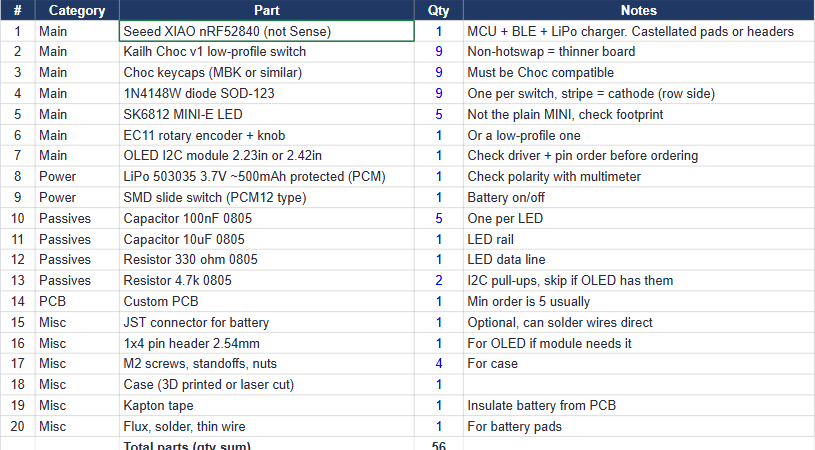 # Category Part Qty Notes
1 Main Seeed XIAO nRF52840 (not Sense) 1 MCU + BLE + LiPo charger. Castellated pads or headers
2 Main Kailh Choc v1 low-profile switch 9 Non-hotswap = thinner board
3 Main Choc keycaps (MBK or similar) 9 Must be Choc compatible
4 Main 1N4148W diode SOD-123 9 One per switch, stripe = cathode (row side)
5 Main SK6812 MINI-E LED 5 Not the plain MINI, check footprint
6 Main EC11 rotary encoder + knob 1 Or a low-profile one
7 Main OLED I2C module 2.23in or 2.42in 1 Check driver + pin order before ordering
8 Power LiPo 503035 3.7V ~500mAh protected (PCM) 1 Check polarity with multimeter
9 Power SMD slide switch (PCM12 type) 1 Battery on/off
10 Passives Capacitor 100nF 0805 5 One per LED
11 Passives Capacitor 10uF 0805 1 LED rail
12 Passives Resistor 330 ohm 0805 1 LED data line
13 Passives Resistor 4.7k 0805 2 I2C pull-ups, skip if OLED has them
14 PCB Custom PCB 1 Min order is 5 usually
15 Misc JST connector for battery 1 Optional, can solder wires direct
16 Misc 1x4 pin header 2.54mm 1 For OLED if module needs it
17 Misc M2 screws, standoffs, nuts 4 For case
18 Misc Case (3D printed or laser cut) 1
19 Misc Kapton tape 1 Insulate battery from PCB
20 Misc Flux, solder, thin wire 1 For battery pads
Total parts (qty sum) 56